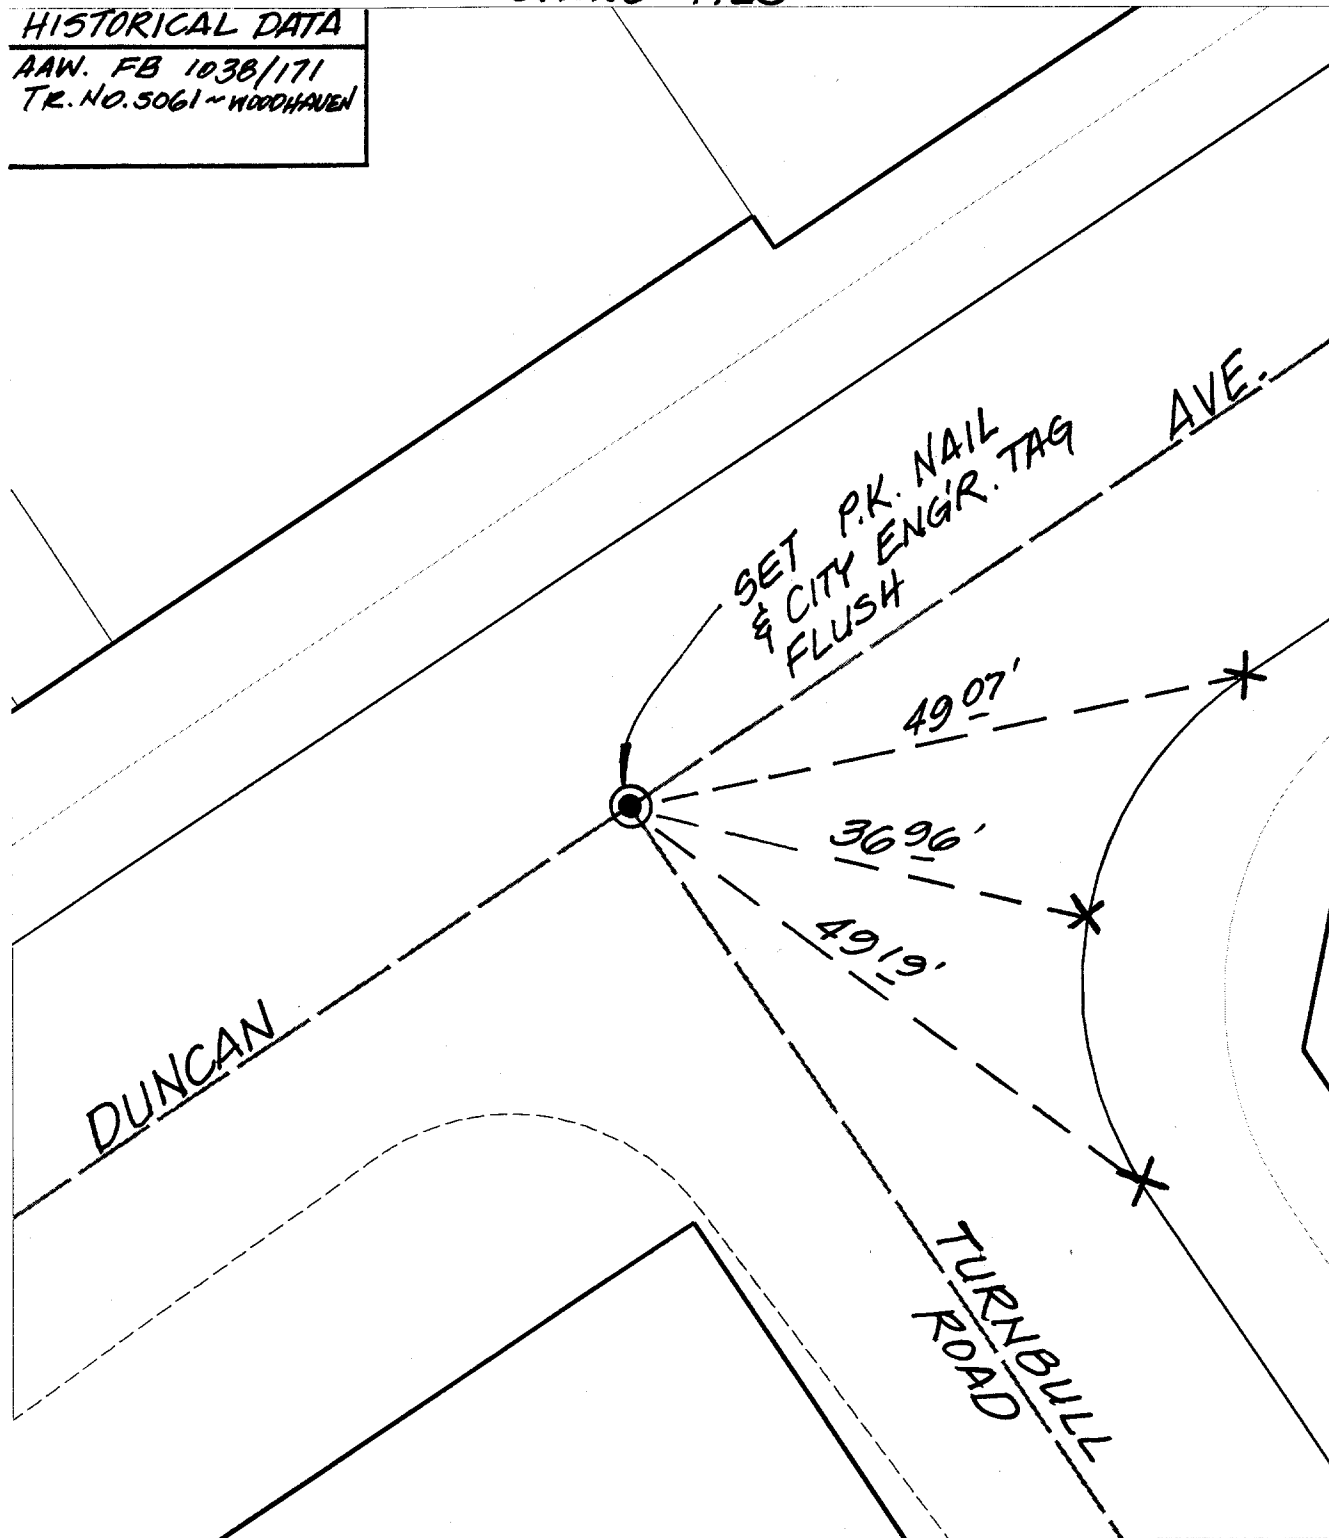 HISTORICAL DATA
AAW. FB 1038/171
TR. NO. 5061 ~ WOODHAVEN
SET P.K. NAIL
& CITY ENG'R. TAG
FLUSH
AVE.
49 07'
36 96'
49 19'
DUNCAN
TURNBULL
ROAD